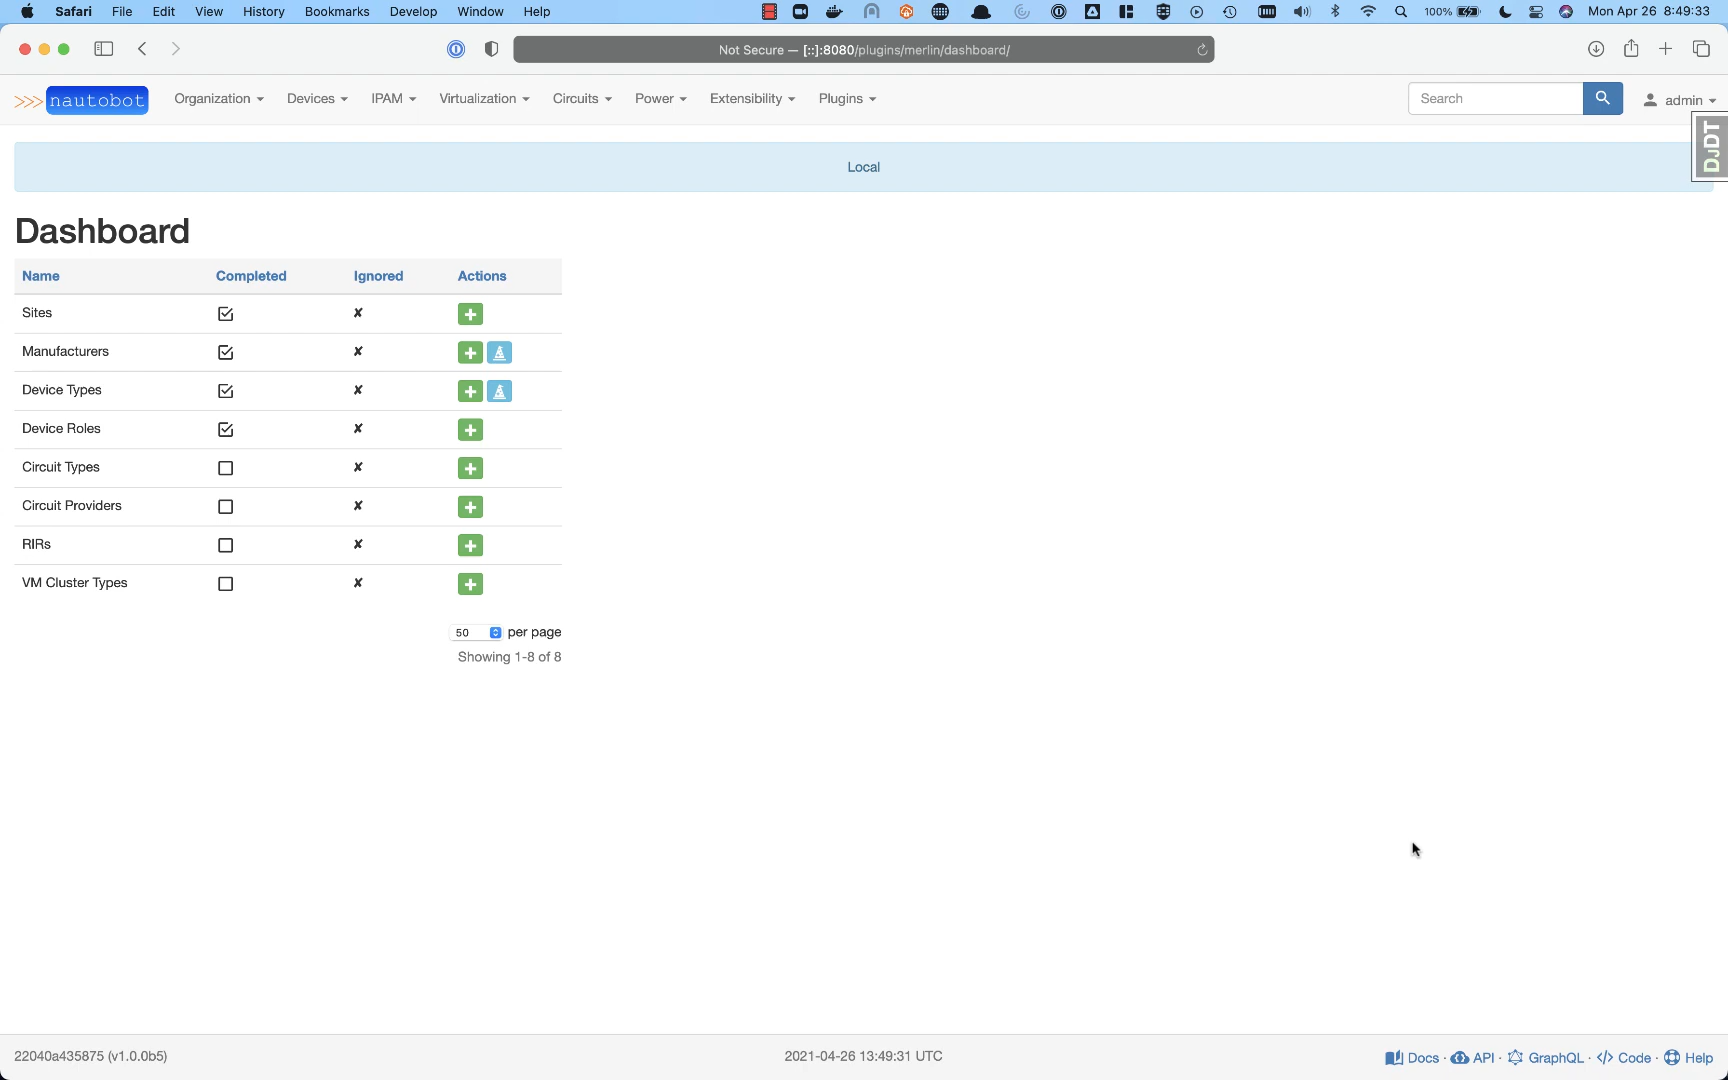 Safari File Edit View History Bookmarks Develop Window Help 100% Mon Apr 26 8:49:33
Not Secure — [::]:8080/plugins/merlin/dashboard/
>>> nautobot Organization Devices IPAM Virtualization Circuits Power Extensibility Plugins Search admin
DJDT
Local
Dashboard
Name Completed Ignored Actions
Sites
Manufacturers
Device Types
Device Roles
Circuit Types
Circuit Providers
RIRs
VM Cluster Types
50 per page
Showing 1-8 of 8
22040a435875 (v1.0.0b5) 2021-04-26 13:49:31 UTC Docs · API · GraphQL · Code · Help